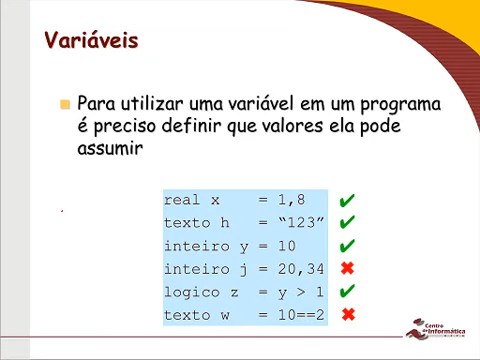 Variáveis
Para utilizar uma variável em um programa
é preciso definir que valores ela pode
assumir
real x = 1,8
texto h = “123”
inteiro y = 10
inteiro j = 20,34
logico z = y > 1
texto w = 10==2
Centro
de Informática